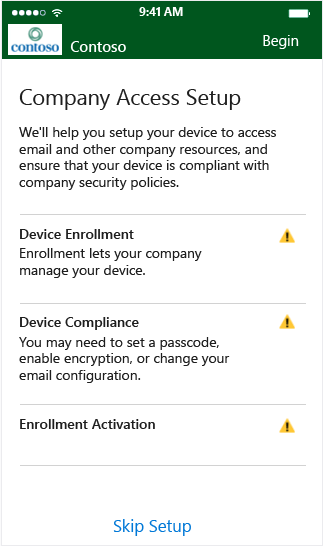 9:41 AM
contoso
Contoso
Begin
Company Access Setup
We'll help you setup your device to access
email and other company resources, and
ensure that your device is compliant with
company security policies.
Device Enrollment
Enrollment lets your company
manage your device.
Device Compliance
You may need to set a passcode,
enable encryption, or change your
email configuration.
Enrollment Activation
Skip Setup